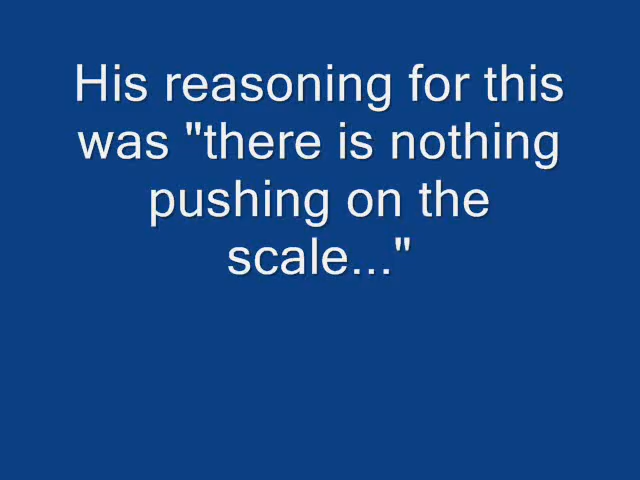 His reasoning for this
was "there is nothing
pushing on the
scale..."